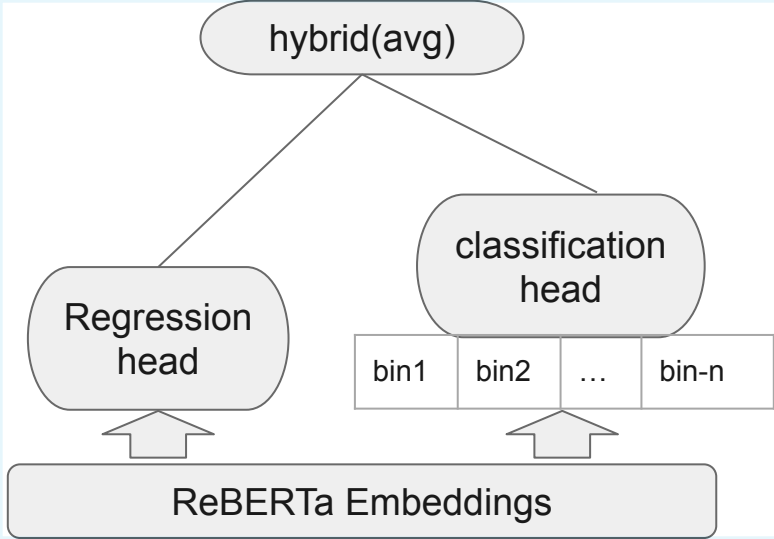 hybrid(avg)
classification
head
Regression
head
bin1 bin2 … bin-n
ReBERTa Embeddings